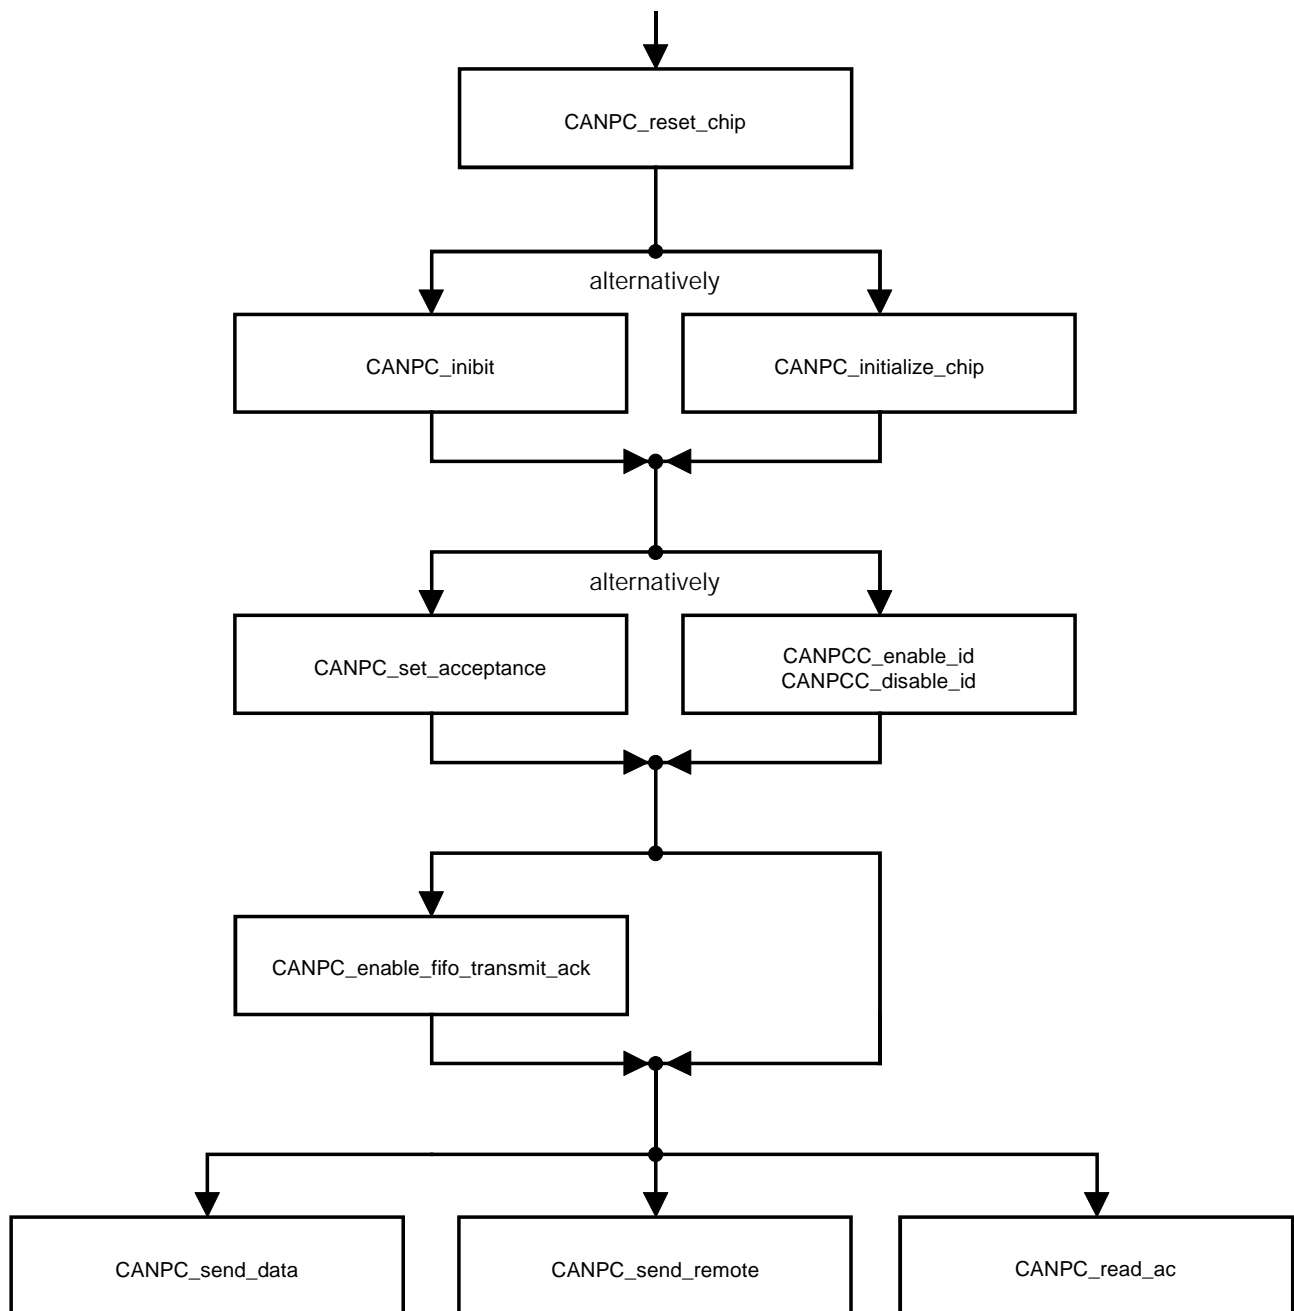 CANPC_reset_chip
alternatively
CANPC_inibit
CANPC_initialize_chip
alternatively
CANPC_set_acceptance
CANPCC_enable_id
CANPCC_disable_id
CANPC_enable_fifo_transmit_ack
CANPC_send_data
CANPC_send_remote
CANPC_read_ac